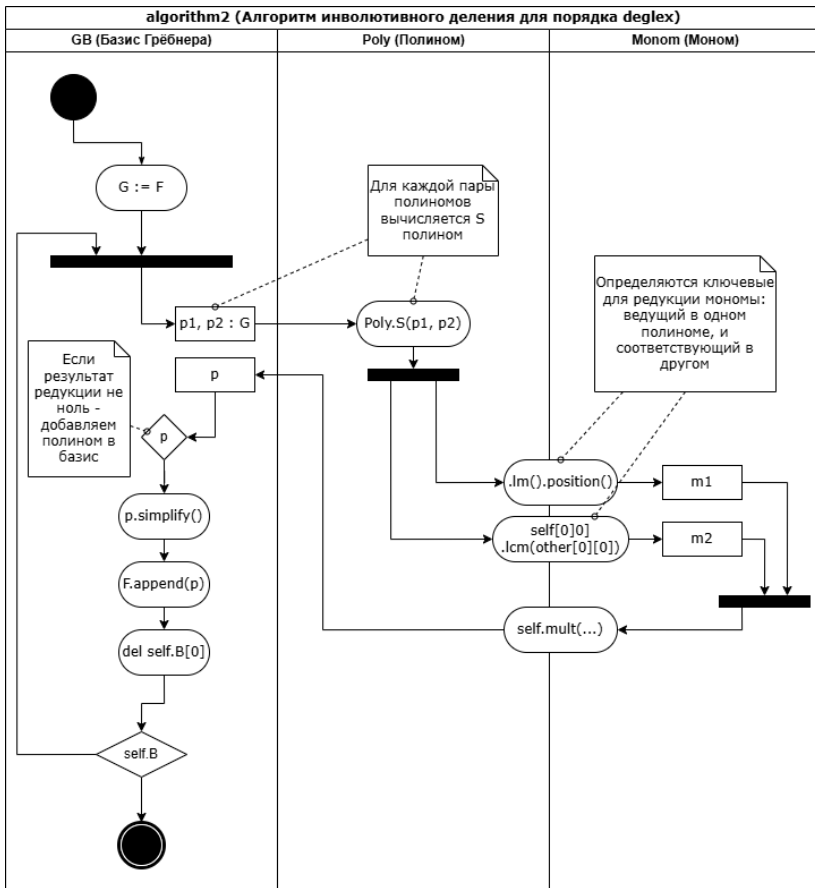 algorithm2 (Алгоритм инволютивного деления для порядка deglex)
GB (Базис Грёбнера)
Poly (Полином)
Monom (Моном)
G := F
Для каждой пары
полиномов
вычисляется S
полином
Определяются ключевые
для редукции мономы:
ведущий в одном
полиноме, и
соответствующий в
другом
p1, p2 : G
Poly.S(p1, p2)
Если
результат
редукции не
ноль -
добавляем
полином в
базис
p
p
.lm().position()
m1
p.simplify()
self[0]0]
.lcm(other[0][0])
m2
F.append(p)
self.mult(...)
del self.B[0]
self.B